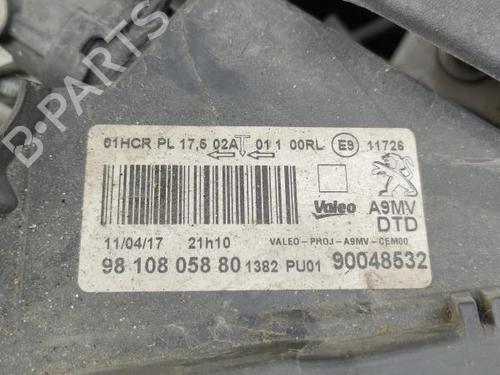 01HCR PL 17,5 02A 01 1 00RL E9 11726
Valeo A9MV
DTD
11/04/17 21h10 VALEO-PROJ-A9MV-CEM00
98 108 058 80 1382 PU01 90048532
B-PARTS